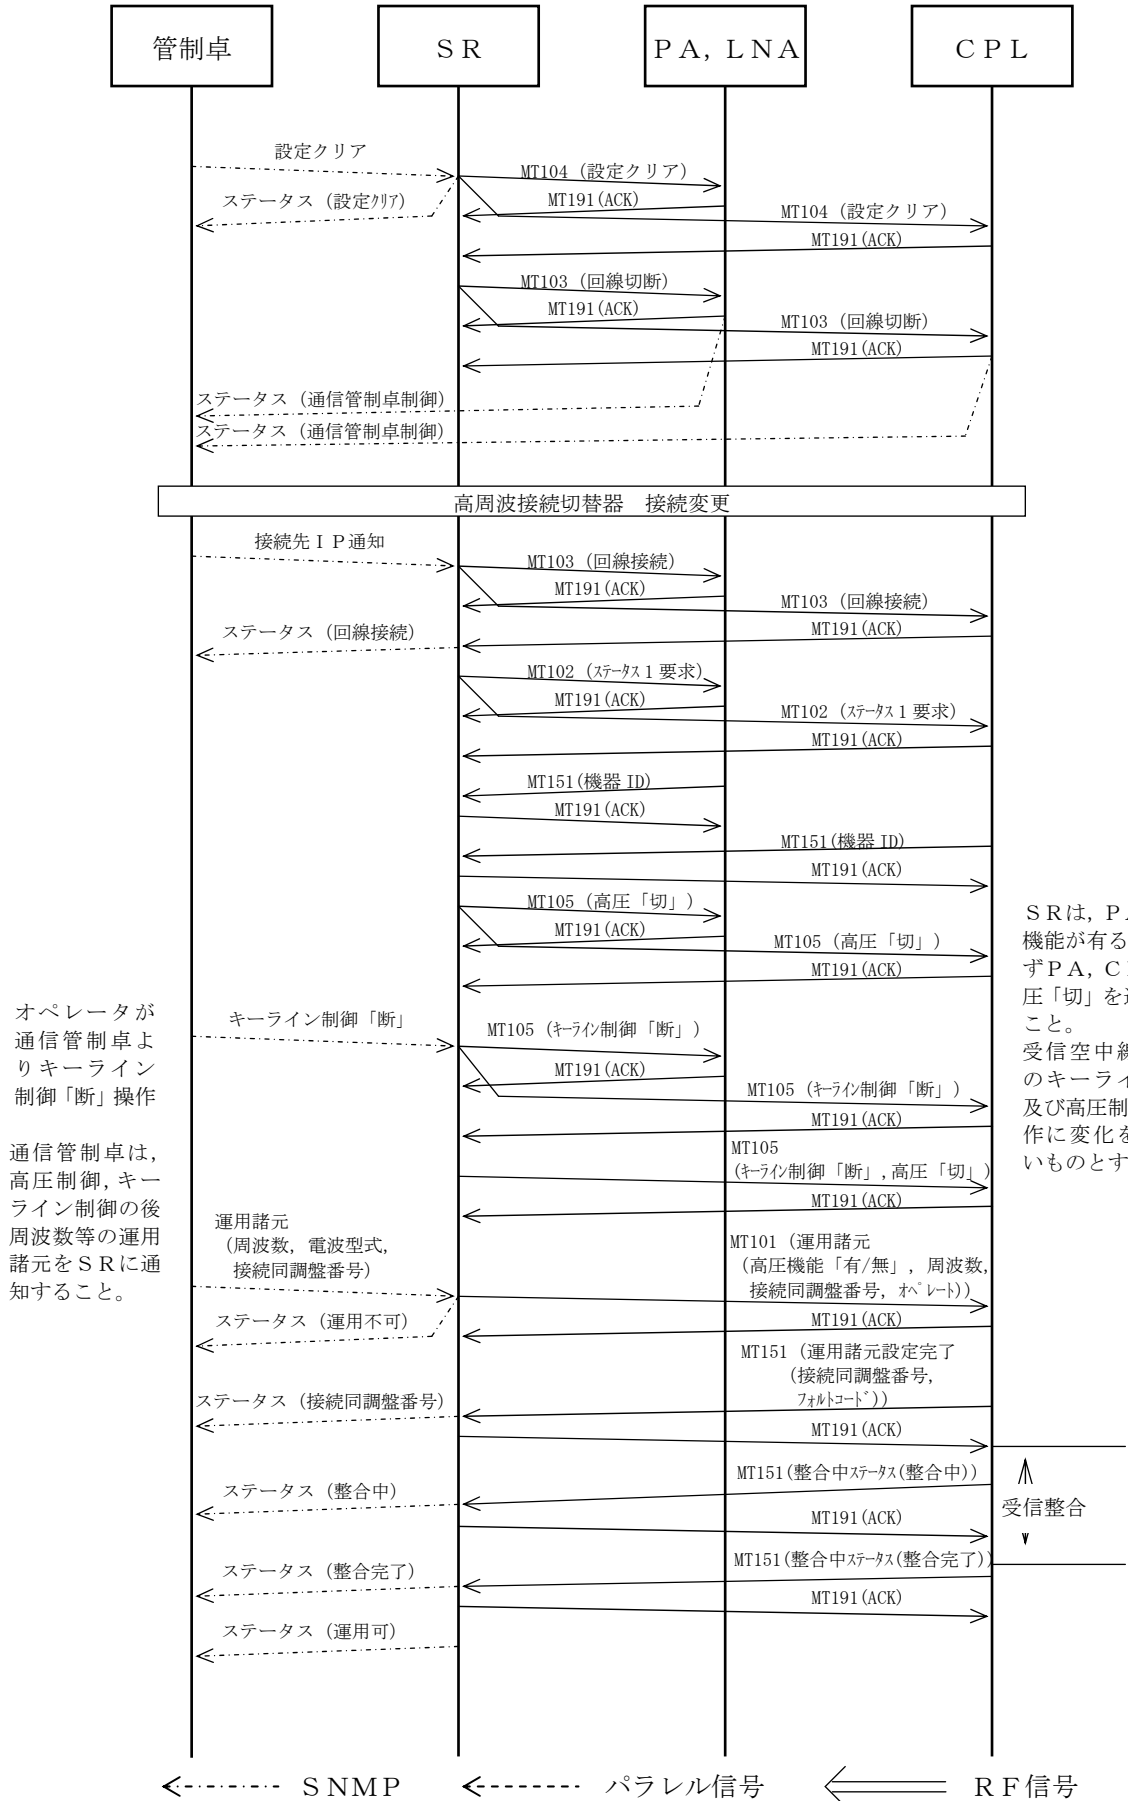 管制卓
ＳＲ
ＰＡ，ＬＮＡ
ＣＰＬ
設定クリア
MT104（設定クリア）
ステータス（設定ｸﾘｱ）
MT191(ACK)
MT104（設定クリア）
MT191(ACK)
MT103（回線切断）
MT191(ACK)
MT103（回線切断）
MT191(ACK)
ステータス（通信管制卓制御）
ステータス（通信管制卓制御）
高周波接続切替器　接続変更
接続先ＩＰ通知
MT103（回線接続）
MT191(ACK)
MT103（回線接続）
ステータス（回線接続）
MT191(ACK)
MT102（ｽﾃｰﾀｽ１要求）
MT191(ACK)
MT102（ｽﾃｰﾀｽ１要求）
MT191(ACK)
MT151(機器 ID)
MT191(ACK)
MT151(機器 ID)
MT191(ACK)
MT105（高圧「切」）
MT191(ACK)
MT105（高圧「切」）
MT191(ACK)
ＳＲは，ＰＡ
機能が有る
ずＰＡ，Ｃ
圧「切」を
こと。
受信空中線
のキーライ
及び高圧制
作に変化を
いものとす
オペレータが
通信管制卓よ
りキーライン
制御「断」操作
キーライン制御「断」
MT105（ｷｰﾗｲﾝ制御「断」）
MT191(ACK)
MT105（ｷｰﾗｲﾝ制御「断」）
MT191(ACK)
MT105
（ｷｰﾗｲﾝ制御「断」,高圧「切」）
MT191(ACK)
通信管制卓は，
高圧制御，キー
ライン制御の後
周波数等の運用
諸元をＳＲに通
知すること。
運用諸元
（周波数，電波型式，
接続同調盤番号）
MT101（運用諸元
（高圧機能「有/無」，周波数，
接続同調盤番号，ｵﾍﾟﾚｰﾄ））
ステータス（運用不可）
MT191(ACK)
MT151（運用諸元設定完了
（接続同調盤番号，
ﾌｫﾙﾄｺｰﾄﾞ））
ステータス（接続同調盤番号）
MT191(ACK)
MT151(整合中ｽﾃｰﾀｽ(整合中))
ステータス（整合中）
受信整合
MT191(ACK)
MT151(整合中ｽﾃｰﾀｽ(整合完了))
ステータス（整合完了）
MT191(ACK)
ステータス（運用可）
ＳＮＭＰ
パラレル信号
ＲＦ信号